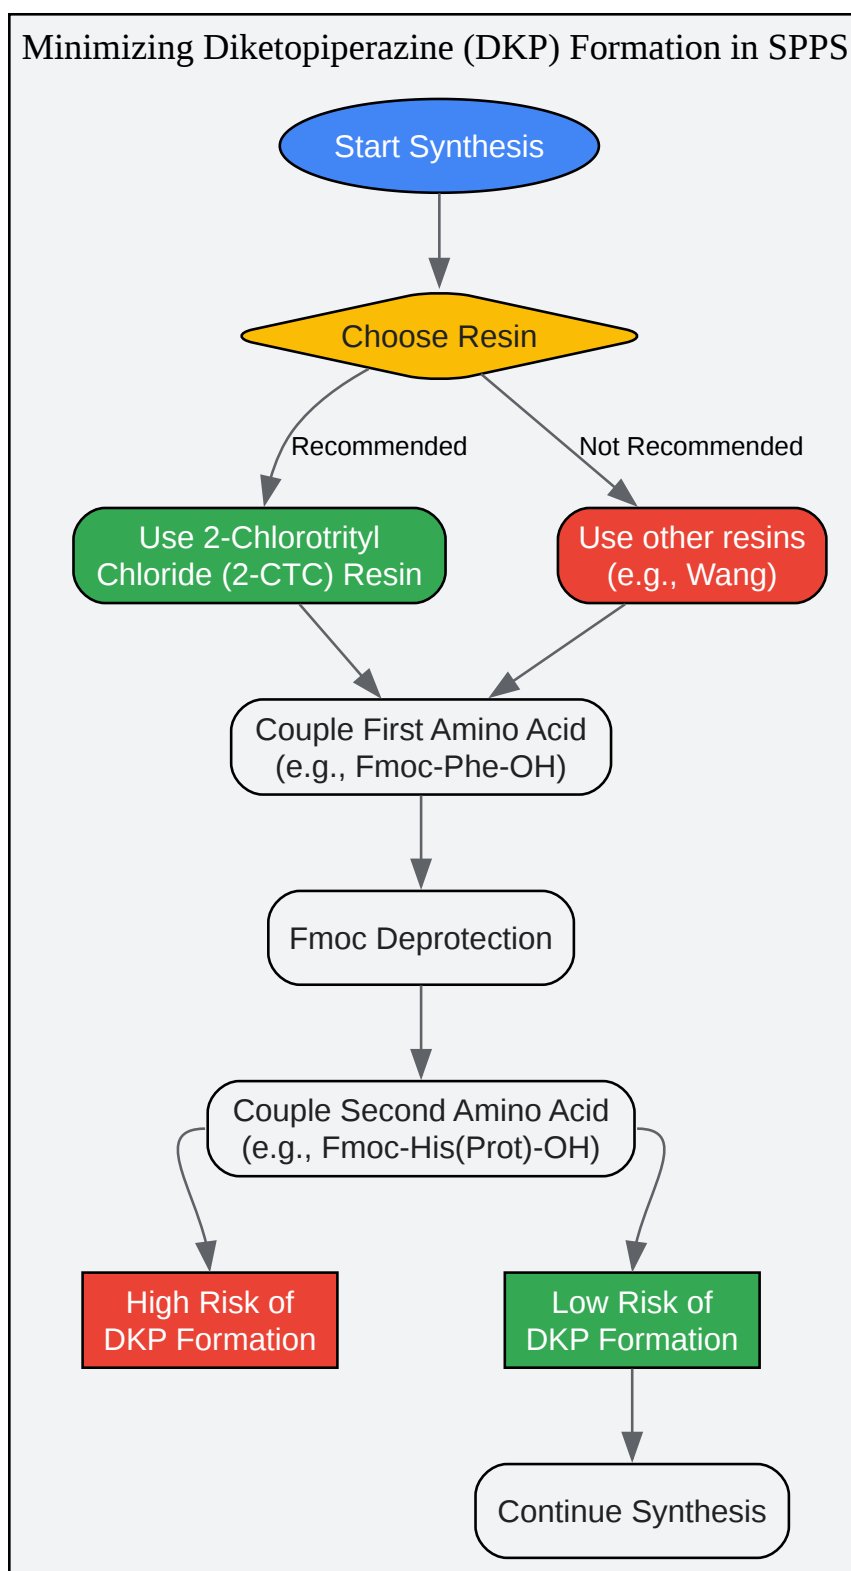 Minimizing Diketopiperazine (DKP) Formation in SPPS
Start Synthesis
Choose Resin
Recommended
Not Recommended
Use 2-Chlorotrityl
Chloride (2-CTC) Resin
Use other resins
(e.g., Wang)
Couple First Amino Acid
(e.g., Fmoc-Phe-OH)
Fmoc Deprotection
Couple Second Amino Acid
(e.g., Fmoc-His(Prot)-OH)
High Risk of
DKP Formation
Low Risk of
DKP Formation
Continue Synthesis